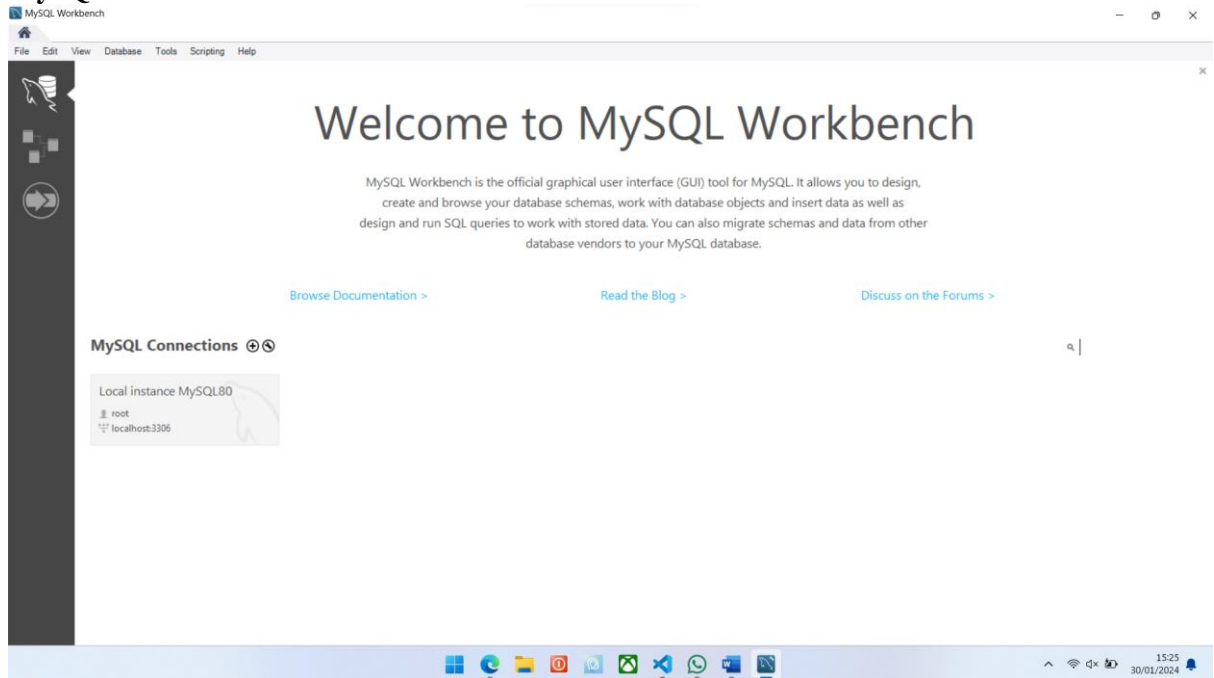 MySQL Workbench
File Edit View Database Tools Scripting Help
Welcome to MySQL Workbench
MySQL Workbench is the official graphical user interface (GUI) tool for MySQL. It allows you to design,
create and browse your database schemas, work with database objects and insert data as well as
design and run SQL queries to work with stored data. You can also migrate schemas and data from other
database vendors to your MySQL database.
Browse Documentation > Read the Blog > Discuss on the Forums >
MySQL Connections
Local instance MySQL80
root
localhost:3306
15:25
30/01/2024